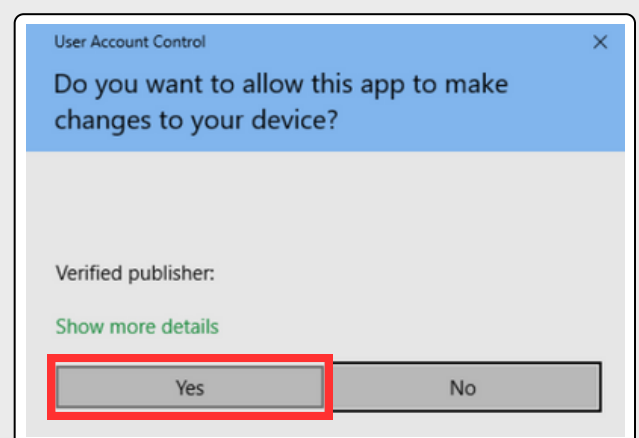 User Account Control
Do you want to allow this app to make
changes to your device?
Verified publisher:
Show more details
Yes No